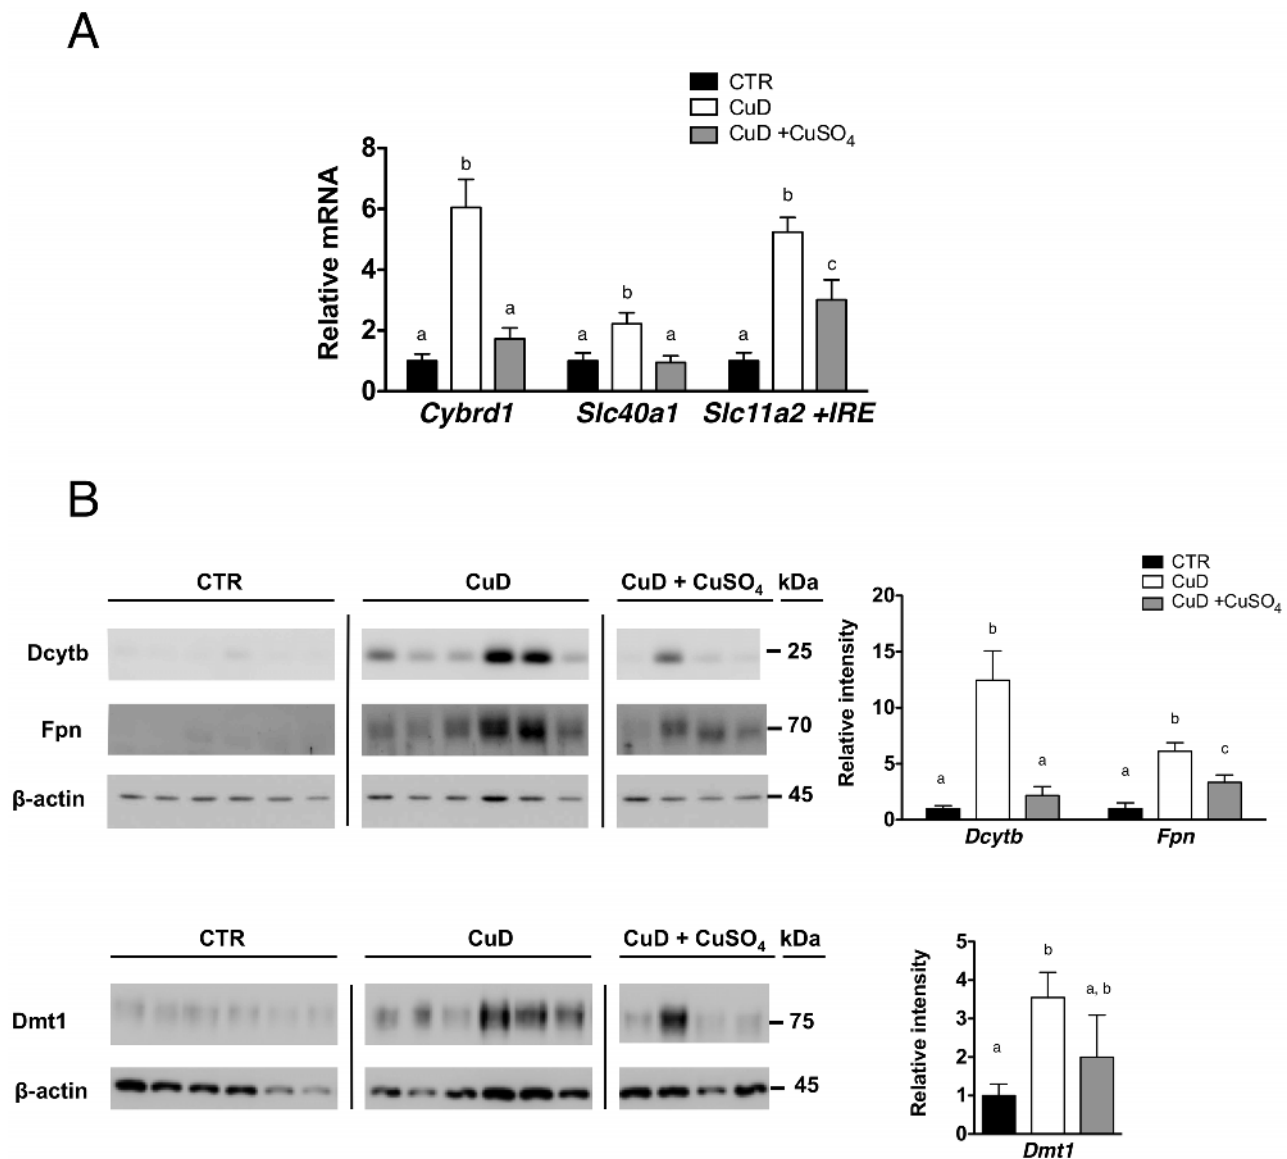 A
CTR
CuD
CuD +CuSO4
Relative mRNA
8
6
4
2
0
a b a
a b a
a b c
Cybrd1 Slc40a1 Slc11a2 +IRE
B
CTR CuD CuD + CuSO4 kDa
Dcytb 25
Fpn 70
β-actin 45
CTR
CuD
CuD +CuSO4
Relative intensity
20
15
10
5
0
a b a
a b c
Dcytb Fpn
CTR CuD CuD + CuSO4 kDa
Dmt1 75
β-actin 45
Relative intensity
5
4
3
2
1
0
a b a, b
Dmt1